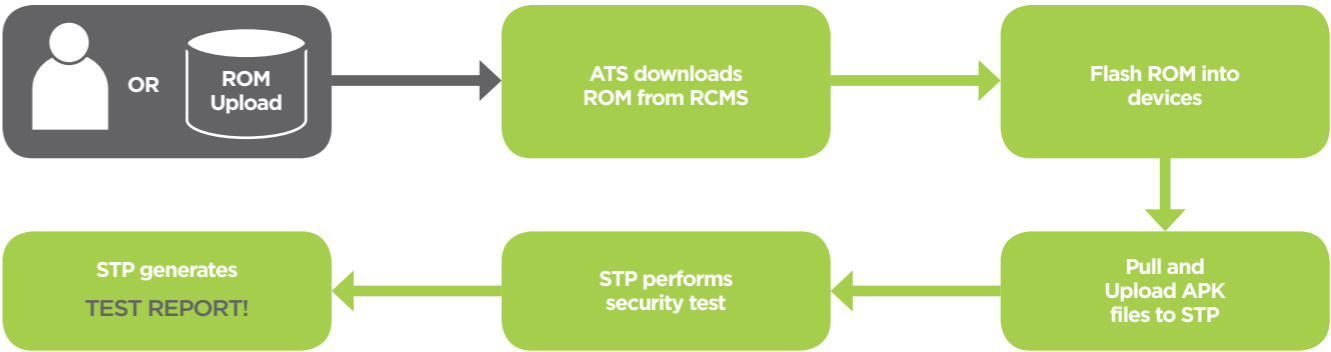 OR
ROM
Upload
ATS downloads
ROM from RCMS
Flash ROM into
devices
Pull and
Upload APK
files to STP
STP performs
security test
STP generates
TEST REPORT!